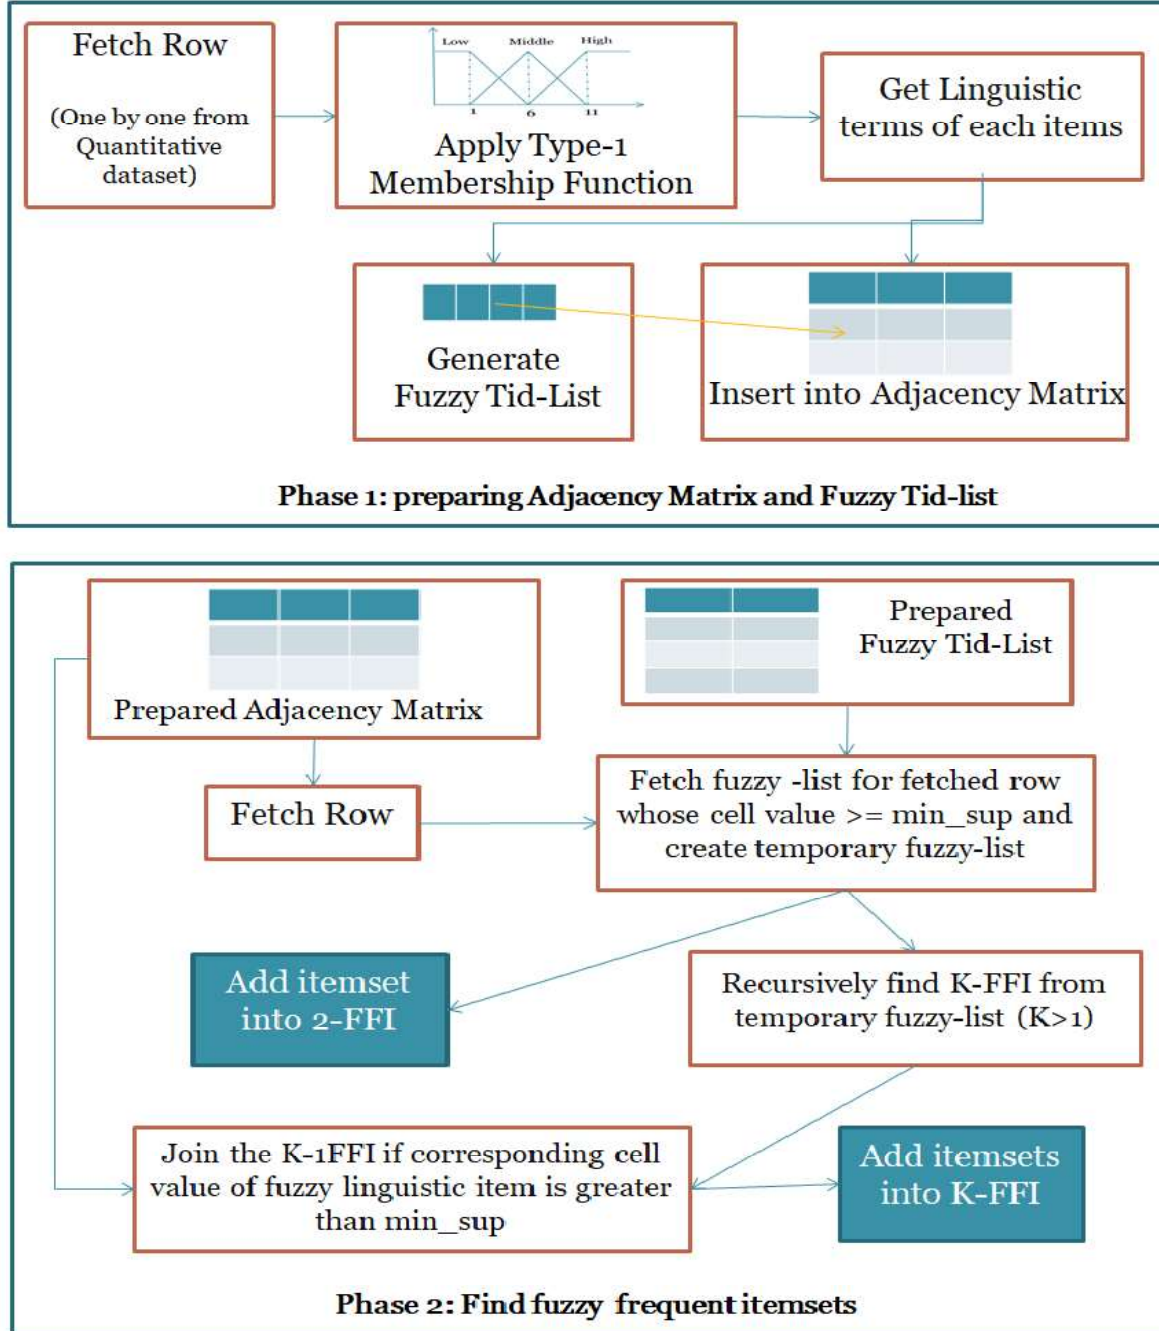 Fetch Row
(One by one from
Quantitative
dataset)
Low Middle High
1 6 11
Apply Type-1
Membership Function
Get Linguistic
terms of each items
Generate
Fuzzy Tid-List
Insert into Adjacency Matrix
Phase 1: preparing Adjacency Matrix and Fuzzy Tid-list
Prepared Adjacency Matrix
Prepared
Fuzzy Tid-List
Fetch Row
Fetch fuzzy -list for fetched row
whose cell value >= min_sup and
create temporary fuzzy-list
Add itemset
into 2-FFI
Recursively find K-FFI from
temporary fuzzy-list (K>1)
Join the K-1FFI if corresponding cell
value of fuzzy linguistic item is greater
than min_sup
Add itemsets
into K-FFI
Phase 2: Find fuzzy frequent itemsets